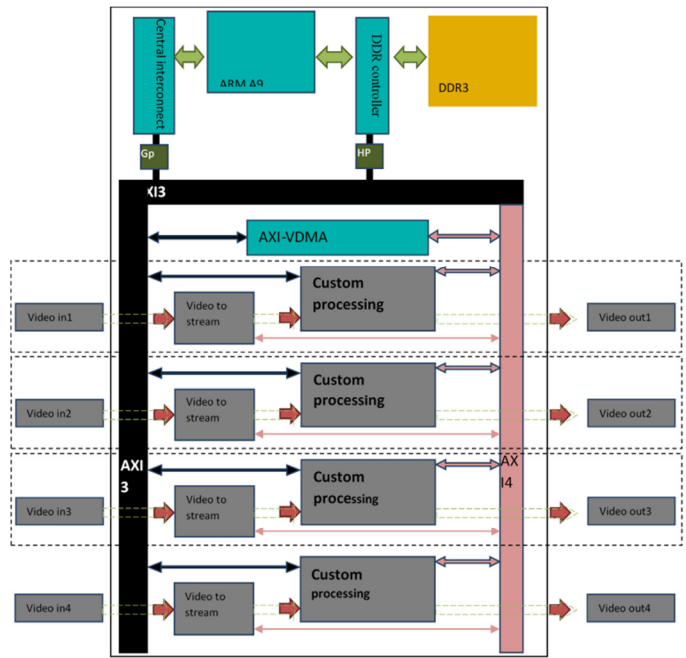 Central interconnect
ARM A9
DDR controller
DDR3
Gp
HP
XI3
AXI-VDMA
Custom
processing
Video in1
Video to
stream
Video out1
Custom
processing
Video in2
Video to
stream
Video out2
AXI
3
Custom
processing
AX
I4
Video in3
Video to
stream
Video out3
Custom
processing
Video in4
Video to
stream
Video out4